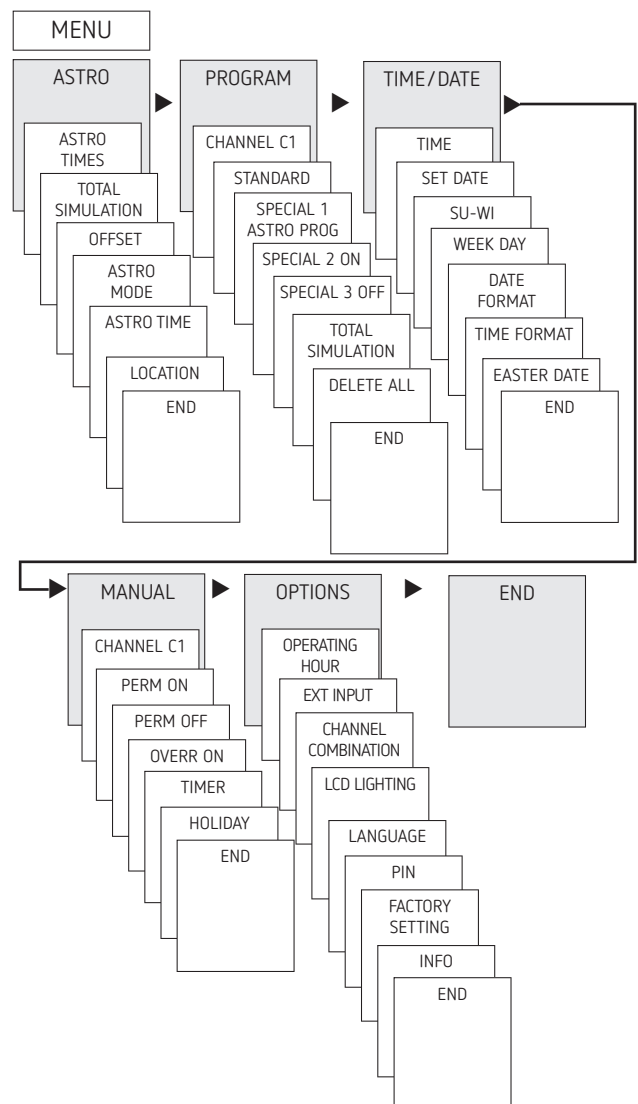 MENU
ASTRO
ASTRO
TIMES
TOTAL
SIMULATION
OFFSET
ASTRO
MODE
ASTRO TIME
LOCATION
END
PROGRAM
CHANNEL C1
STANDARD
SPECIAL 1
ASTRO PROG
SPECIAL 2 ON
SPECIAL 3 OFF
TOTAL
SIMULATION
DELETE ALL
END
TIME/DATE
TIME
SET DATE
SU-WI
WEEK DAY
DATE
FORMAT
TIME FORMAT
EASTER DATE
END
MANUAL
CHANNEL C1
PERM ON
PERM OFF
OVERR ON
TIMER
HOLIDAY
END
OPTIONS
OPERATING
HOUR
EXT INPUT
CHANNEL
COMBINATION
LCD LIGHTING
LANGUAGE
PIN
FACTORY
SETTING
INFO
END
END